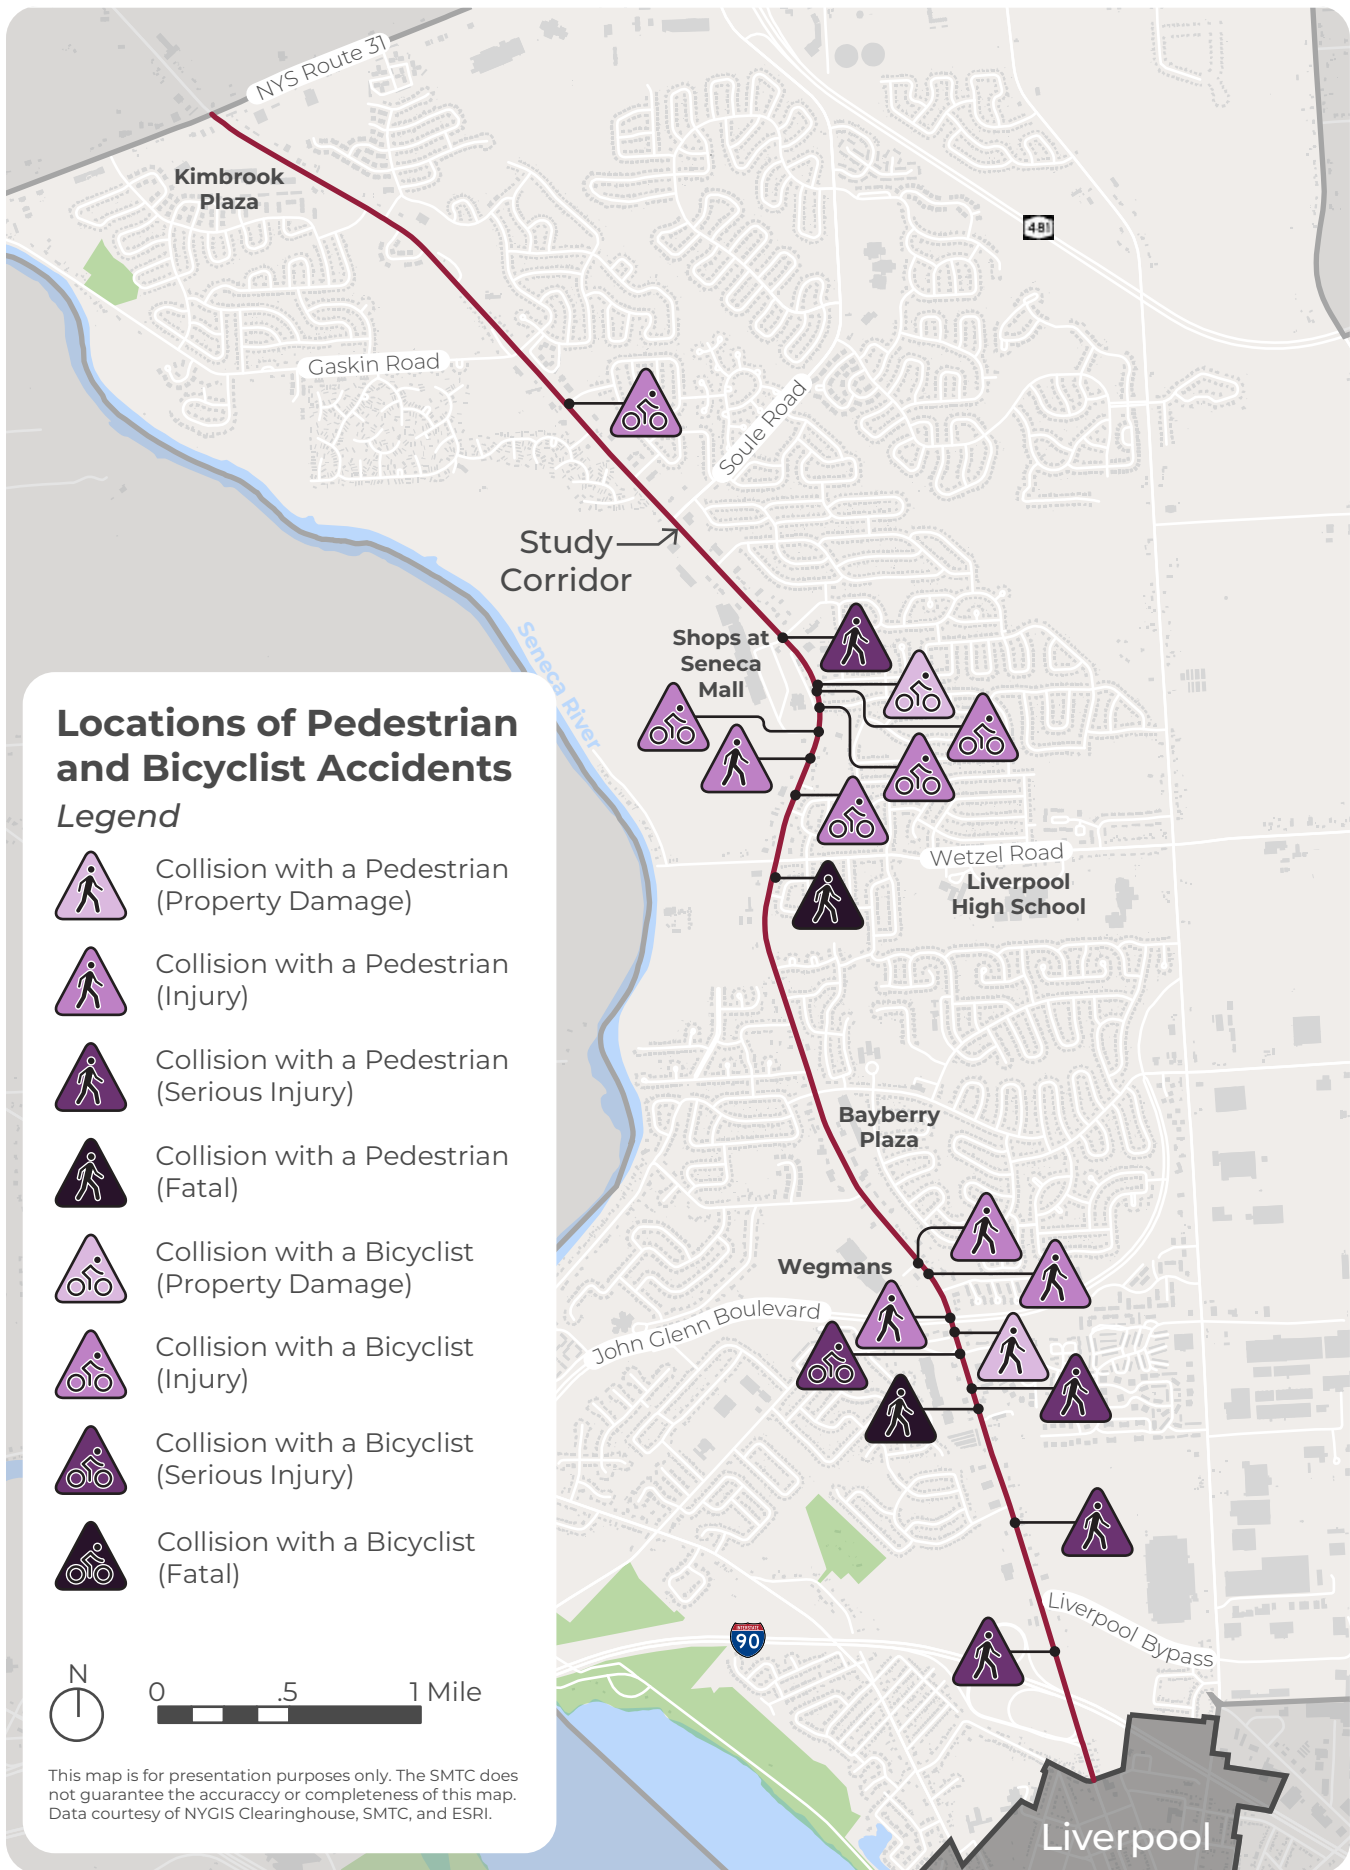 NYS Route 31
Kimbrook
Plaza
481
Gaskin Road
Soule Road
Study
Corridor
Seneca River
Shops at
Seneca
Mall
Wetzel Road
Liverpool
High School
Bayberry
Plaza
Wegmans
John Glenn Boulevard
INTERSTATE
90
Liverpool Bypass
Liverpool
Locations of Pedestrian
and Bicyclist Accidents
Legend
Collision with a Pedestrian
(Property Damage)
Collision with a Pedestrian
(Injury)
Collision with a Pedestrian
(Serious Injury)
Collision with a Pedestrian
(Fatal)
Collision with a Bicyclist
(Property Damage)
Collision with a Bicyclist
(Injury)
Collision with a Bicyclist
(Serious Injury)
Collision with a Bicyclist
(Fatal)
N
0 .5 1 Mile
This map is for presentation purposes only. The SMTC does
not guarantee the accuraccy or completeness of this map.
Data courtesy of NYGIS Clearinghouse, SMTC, and ESRI.